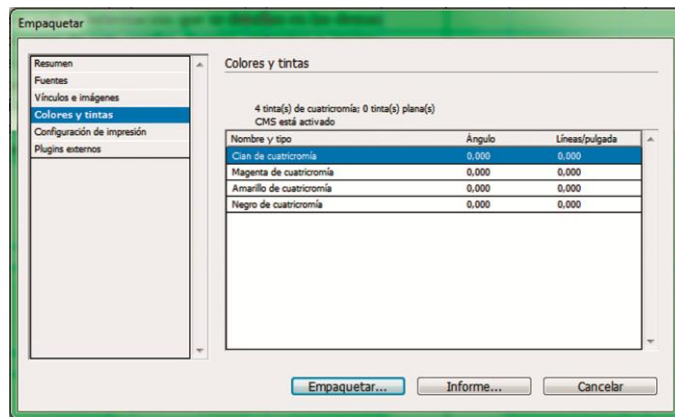 Empaquetar
Resumen
Fuentes
Vínculos e imágenes
Colores y tintas
Configuración de impresión
Plugins externos
Colores y tintas
4 tinta(s) de cuatricromía; 0 tinta(s) plana(s)
CMS está activado
Nombre y tipo Ángulo Líneas/pulgada
Cian de cuatricromía 0,000 0,000
Magenta de cuatricromía 0,000 0,000
Amarillo de cuatricromía 0,000 0,000
Negro de cuatricromía 0,000 0,000
Empaquetar... Informe... Cancelar